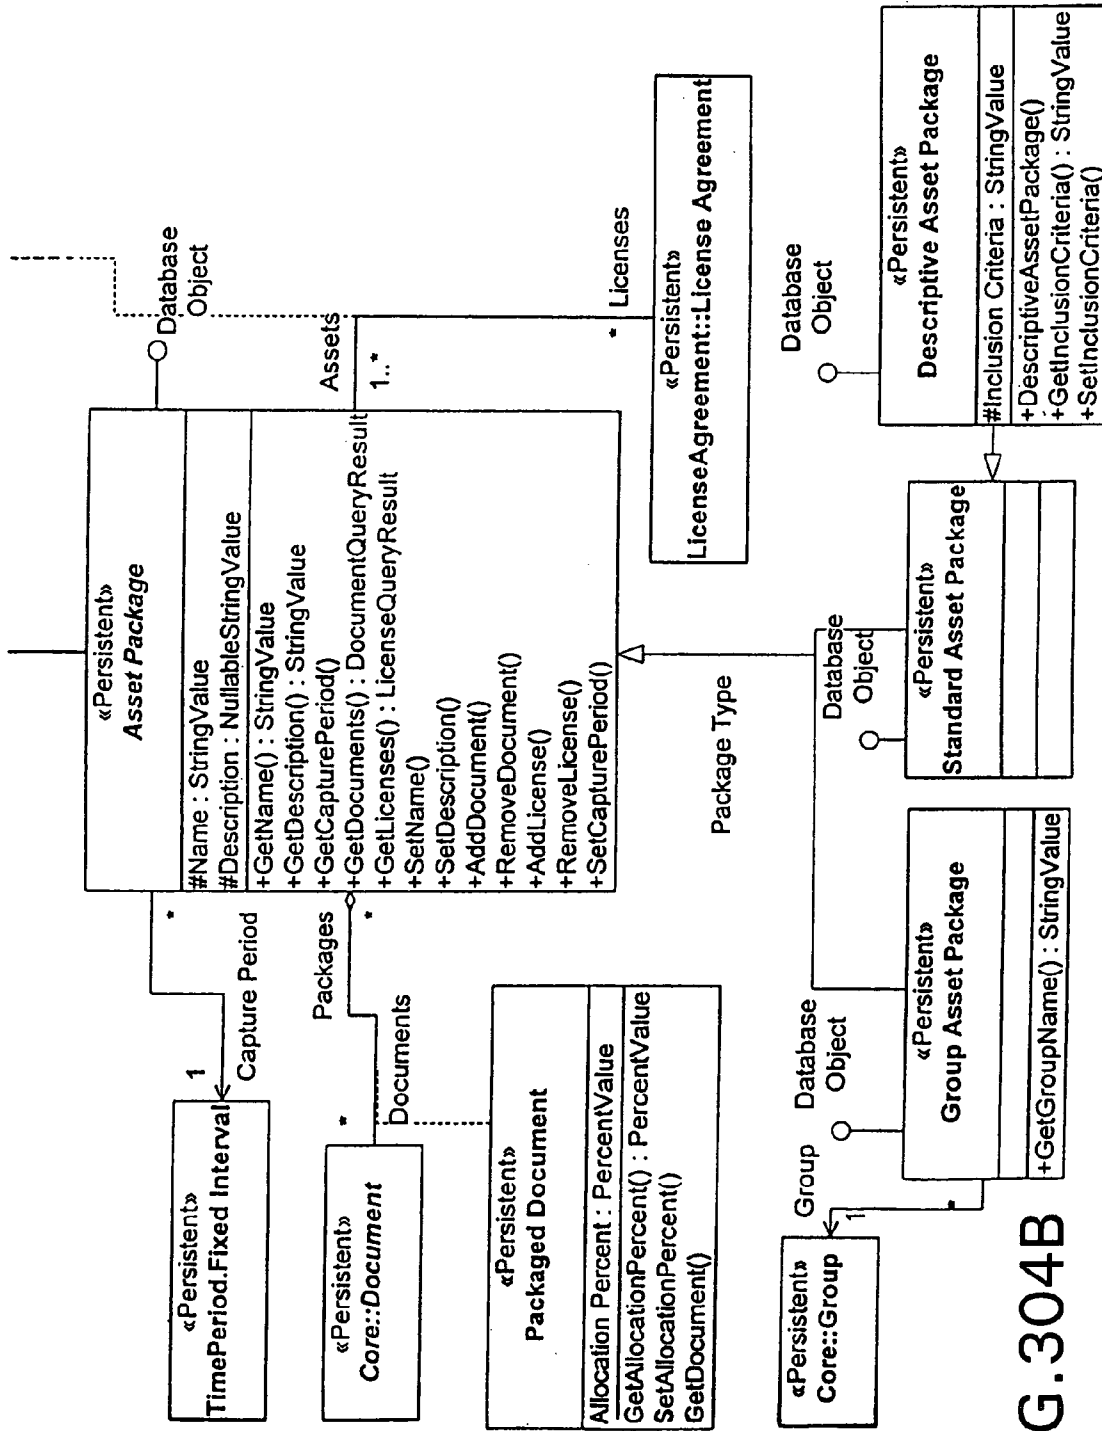 «Persistent»
TimePeriod.Fixed Interval
1
Capture Period
*
«Persistent»
Asset Package
#Name : StringValue
#Description : NullableStringValue
+GetName() : StringValue
+GetDescription() : StringValue
+GetCapturePeriod()
+GetDocuments() : DocumentQueryResult
+GetLicenses() : LicenseQueryResult
+SetName()
+SetDescription()
+AddDocument()
+RemoveDocument()
+AddLicense()
+RemoveLicense()
+SetCapturePeriod()
Database
Object
«Persistent»
Core::Document
*
Documents
Packages
*
Assets
1..*
*
Licenses
«Persistent»
Packaged Document
Allocation Percent : PercentValue
GetAllocationPercent() : PercentValue
SetAllocationPercent()
GetDocument()
«Persistent»
LicenseAgreement::License Agreement
Package Type
«Persistent»
Core::Group
Group
1
*
Database
Object
«Persistent»
Group Asset Package
+GetGroupName() : StringValue
Database
Object
«Persistent»
Standard Asset Package
Database
Object
«Persistent»
Descriptive Asset Package
#Inclusion Criteria : StringValue
+DescriptiveAssetPackage()
+GetInclusionCriteria() : StringValue
+SetInclusionCriteria()
G.304B